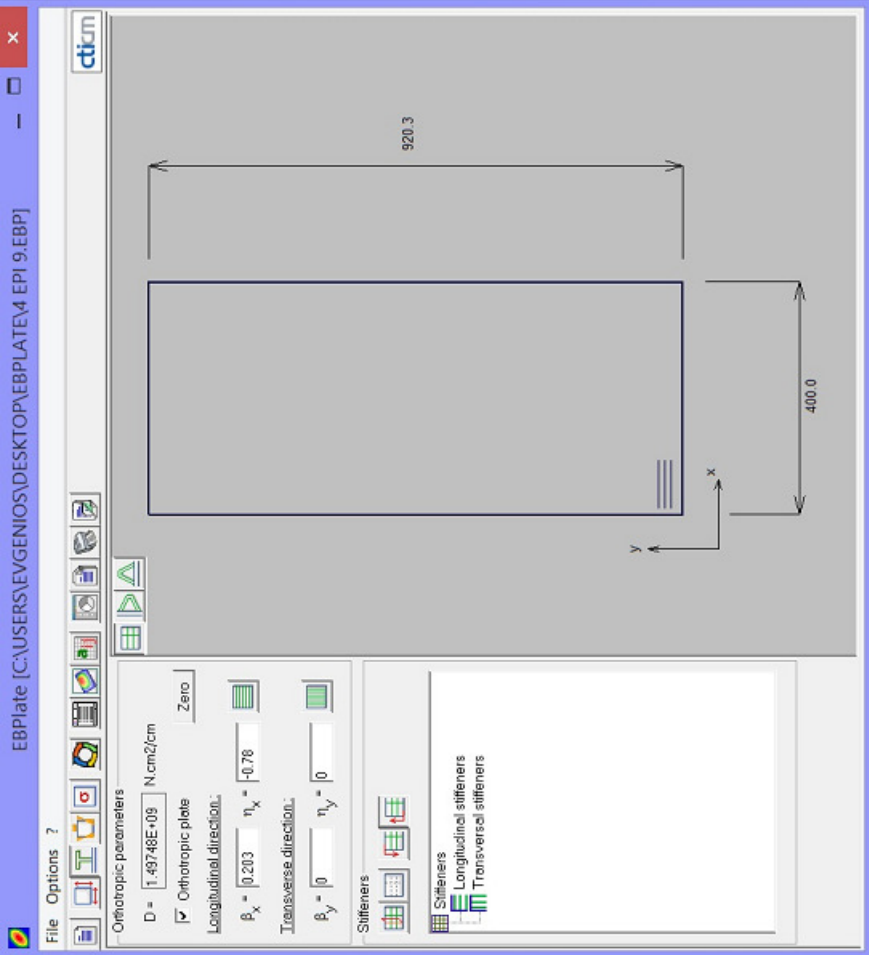 EBPlate [C:\USERS\EVGENIOS\DESKTOP\EBPLATE\4 EPI 9.EBP]
File Options ?
cticm
Orthotropic parameters
D = 1.49748E+09 N.cm2/cm
Orthotropic plate
Zero
Longitudinal direction :
βx = 0.203 ηx = -0.78
Transverse direction :
βy = 0 ηy = 0
Stiffeners
Stiffeners
Longitudinal stiffeners
Transversal stiffeners
920.3
400.0
y
x